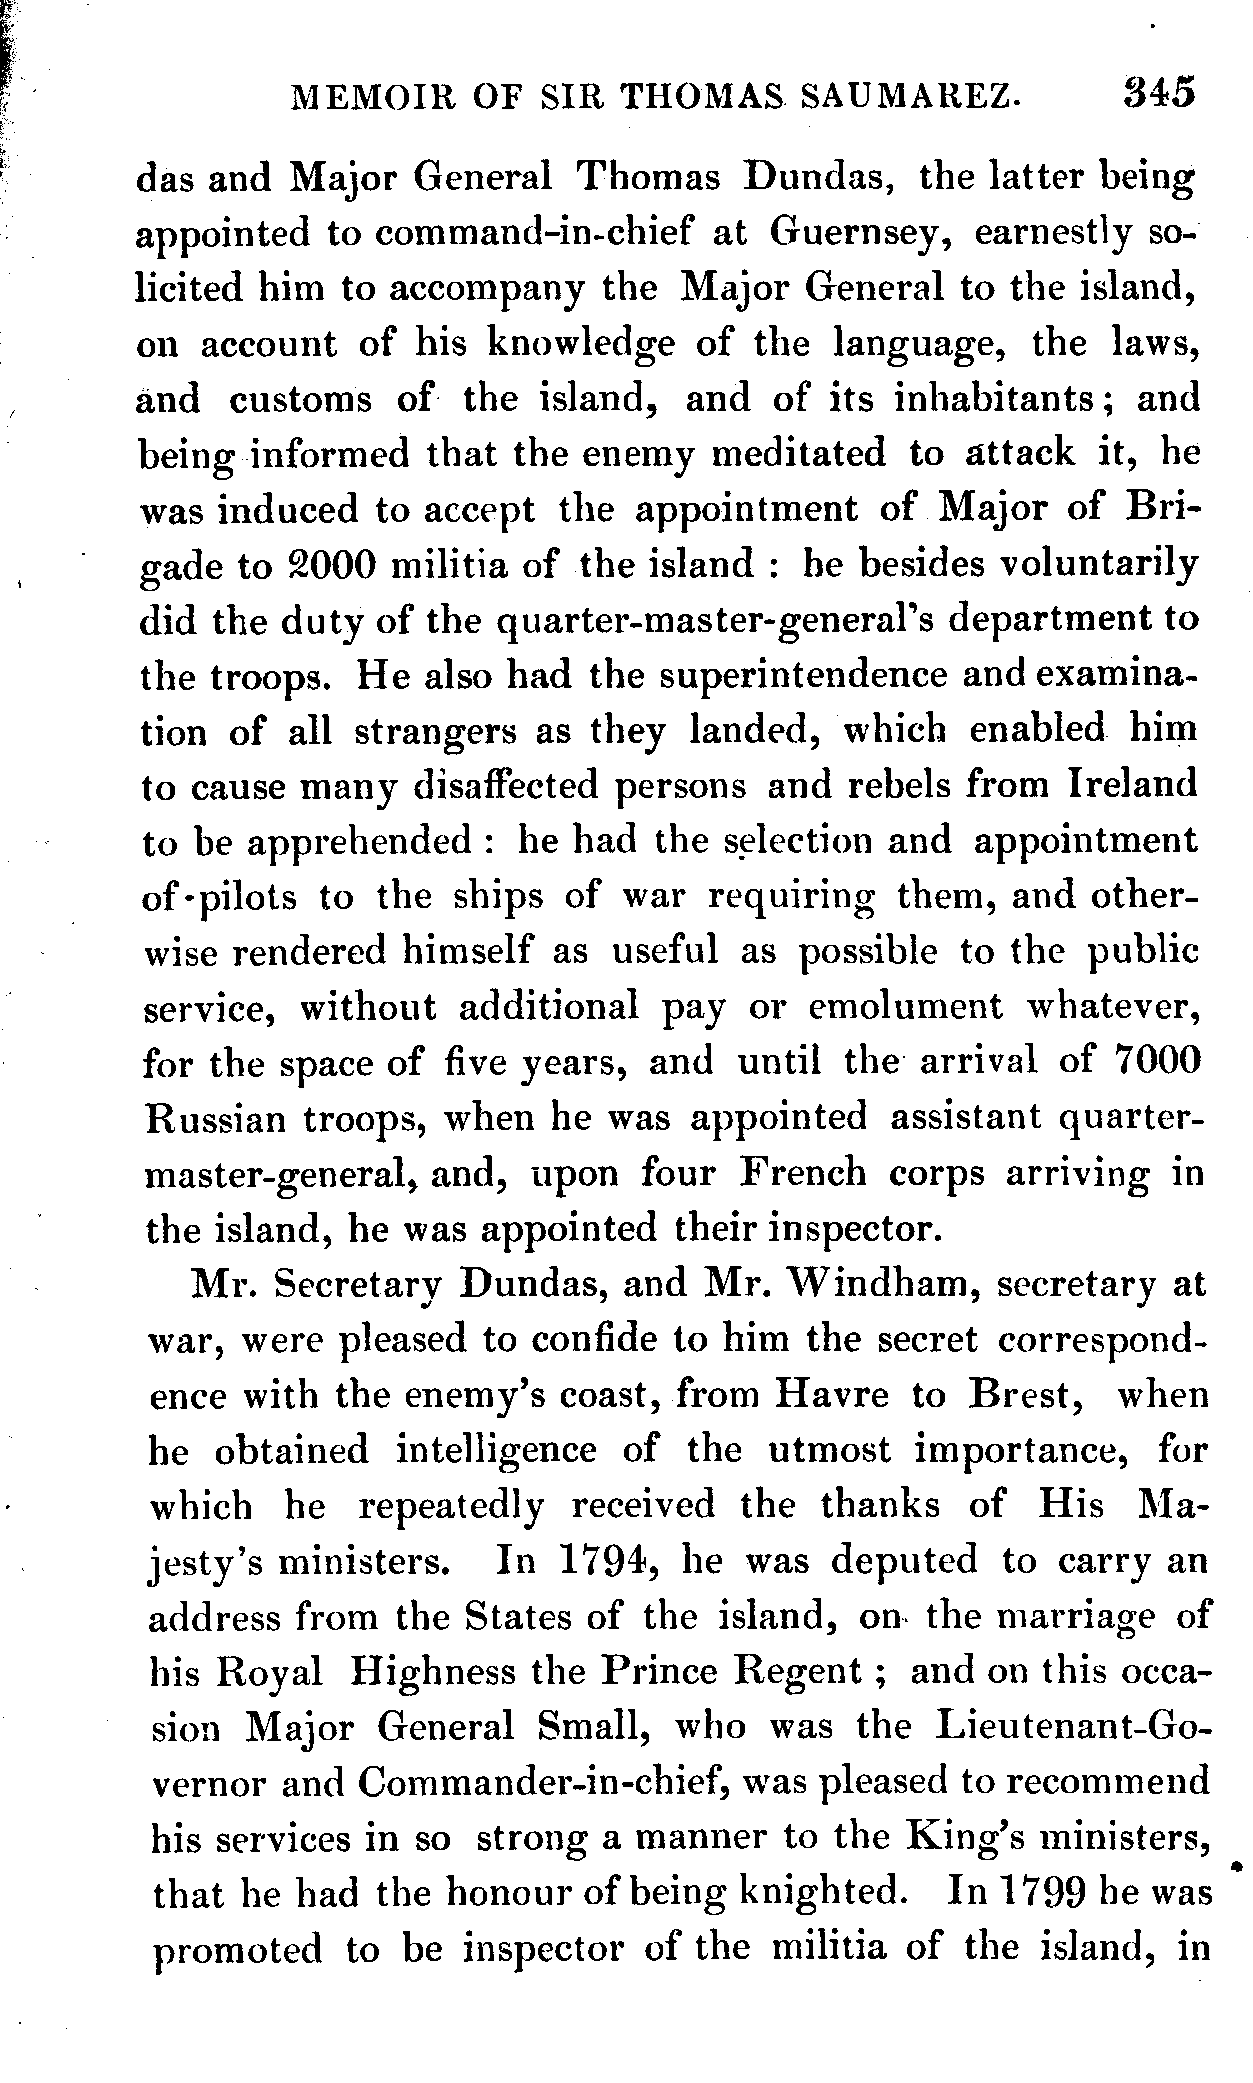 MEMOIR OF SIR THOMAS SAUMAREZ. 345
das and Major General Thomas Dundas, the latter being
appointed to command-in-chief at Guernsey, earnestly so-
licited him to accompany the Major General to the island,
on account of his knowledge of the language, the laws,
and customs of the island, and of its inhabitants; and
being informed that the enemy meditated to attack it, he
was induced to accept the appointment of Major of Bri-
gade to 2000 militia of the island : he besides voluntarily
did the duty of the quarter-master-general's department to
the troops. He also had the superintendence and examina-
tion of all strangers as they landed, which enabled him
to cause many disaffected persons and rebels from Ireland
to be apprehended : he had the selection and appointment
of pilots to the ships of war requiring them, and other-
wise rendered himself as useful as possible to the public
service, without additional pay or emolument whatever,
for the space of five years, and until the arrival of 7000
Russian troops, when he was appointed assistant quarter-
master-general, and, upon four French corps arriving in
the island, he was appointed their inspector.
Mr. Secretary Dundas, and Mr. Windham, secretary at
war, were pleased to confide to him the secret correspond-
ence with the enemy's coast, from Havre to Brest, when
he obtained intelligence of the utmost importance, for
which he repeatedly received the thanks of His Ma-
jesty's ministers. In 1794, he was deputed to carry an
address from the States of the island, on the marriage of
his Royal Highness the Prince Regent ; and on this occa-
sion Major General Small, who was the Lieutenant-Go-
vernor and Commander-in-chief, was pleased to recommend
his services in so strong a manner to the King's ministers,
that he had the honour of being knighted. In 1799 he was
promoted to be inspector of the militia of the island, in